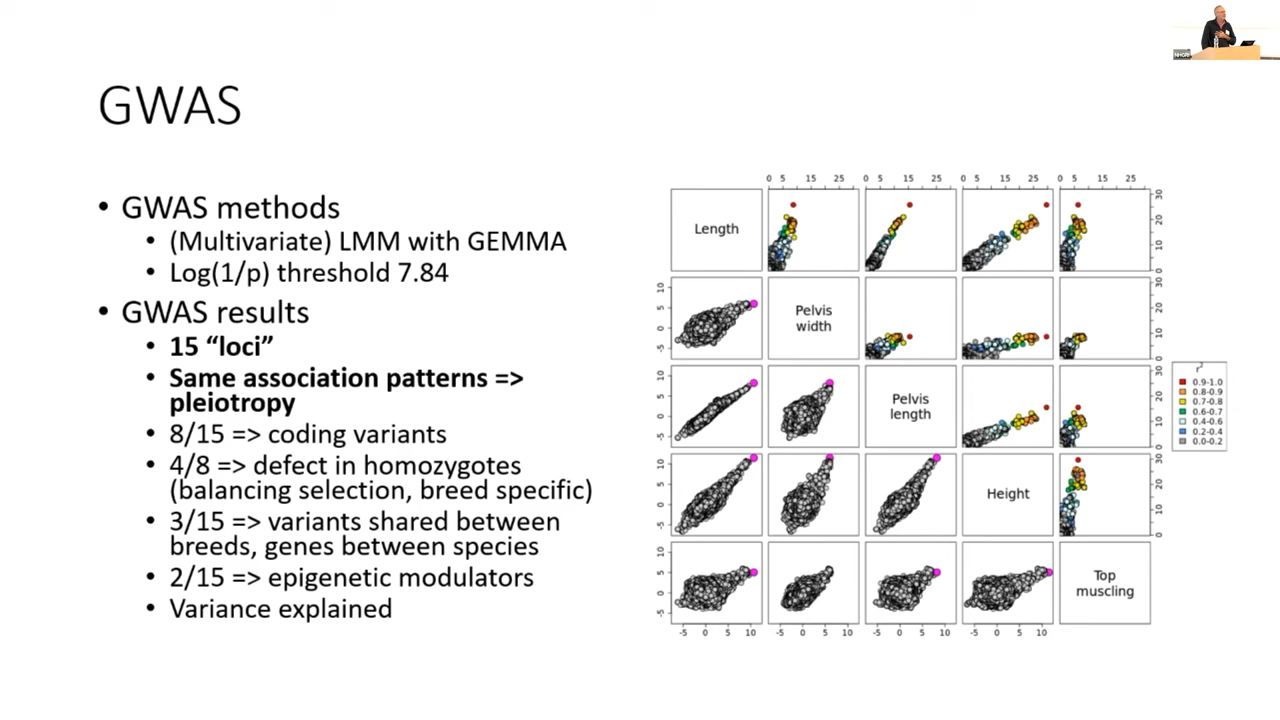 NHGRI
GWAS
• GWAS methods
• (Multivariate) LMM with GEMMA
• Log(1/p) threshold 7.84
• GWAS results
• 15 “loci”
• Same association patterns =>
pleiotropy
• 8/15 => coding variants
• 4/8 => defect in homozygotes
(balancing selection, breed specific)
• 3/15 => variants shared between
breeds, genes between species
• 2/15 => epigenetic modulators
• Variance explained
0 5 15 25
0 5 15 25
0 5 15 25
0 5 15 25
Length
0 10 20 30
-5 0 5 10
Pelvis
width
0 10 20 30
-5 0 5 10
Pelvis
length
0 10 20 30
-5 0 5 10
Height
0 10 20 30
-5 0 5 10
Top
muscling
-5 0 5 10
-5 0 5 10
-5 0 5 10
-5 0 5 10
r²
0.9-1.0
0.8-0.9
0.7-0.8
0.6-0.7
0.4-0.6
0.2-0.4
0.0-0.2